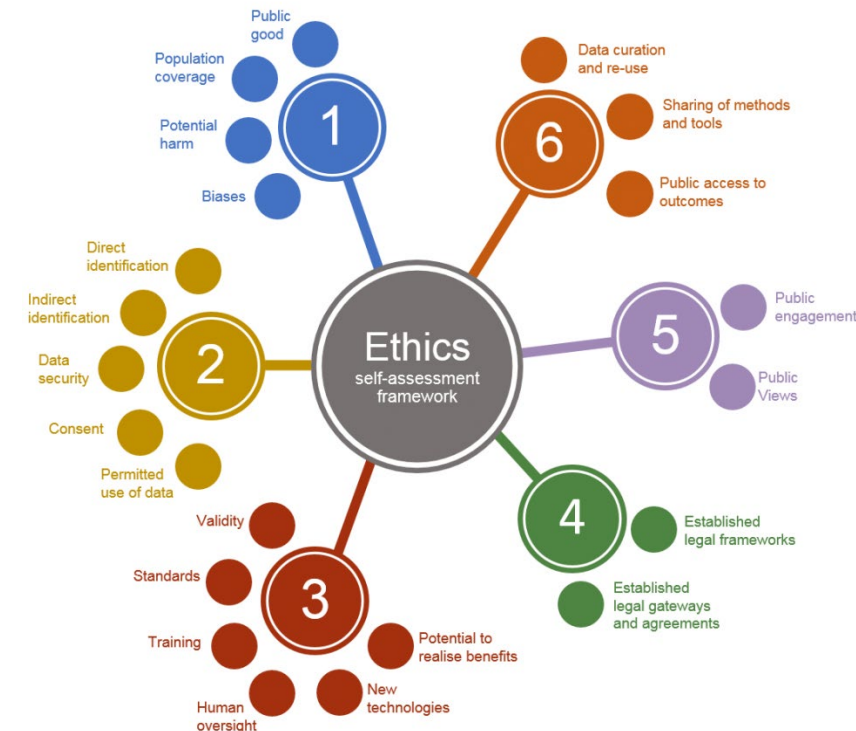 Ethics
self-assessment
framework
1
Public
good
Population
coverage
Potential
harm
Biases
2
Direct
identification
Indirect
identification
Data
security
Consent
Permitted
use of data
3
Validity
Standards
Training
Human
oversight
New
technologies
Potential to
realise benefits
4
Established
legal frameworks
Established
legal gateways
and agreements
5
Public
engagement
Public
Views
6
Data curation
and re-use
Sharing of methods
and tools
Public access to
outcomes